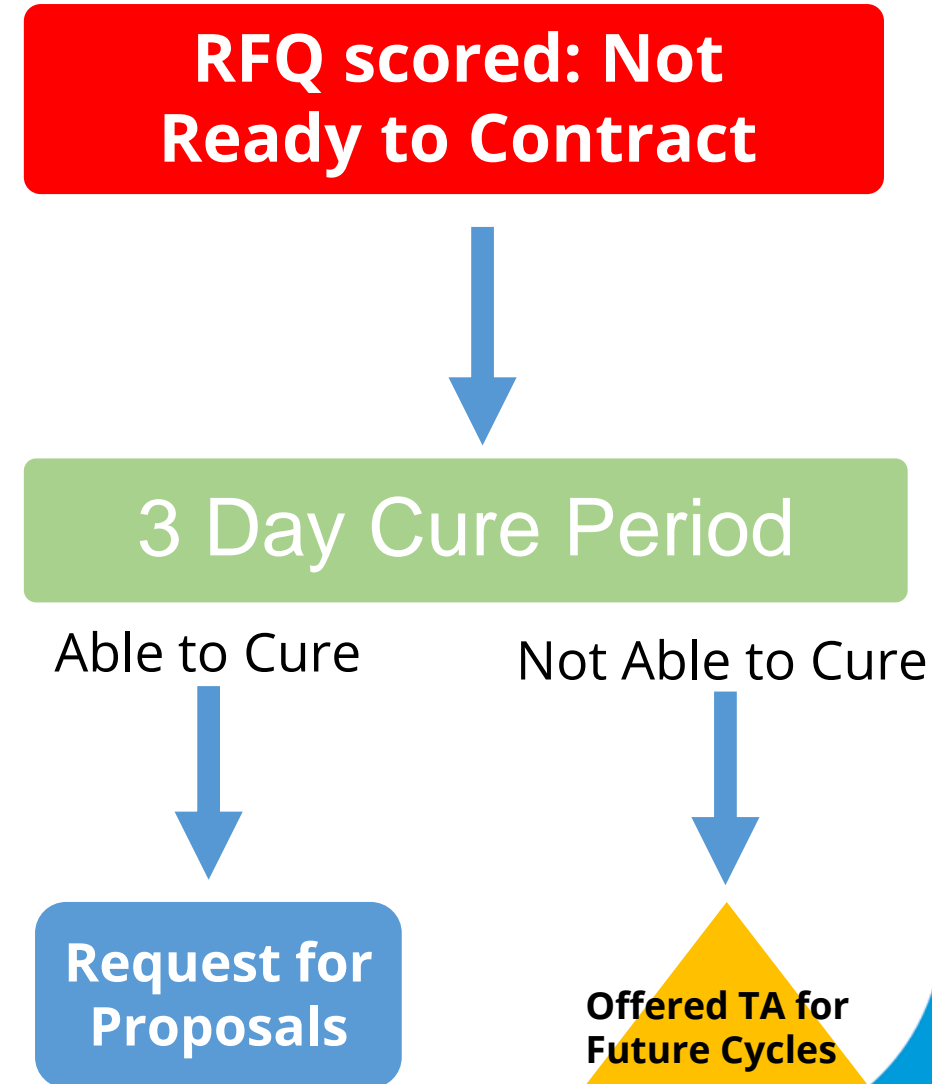 RFQ scored: Not
Ready to Contract
3 Day Cure Period
Able to Cure
Not Able to Cure
Request for
Proposals
Offered TA for
Future Cycles